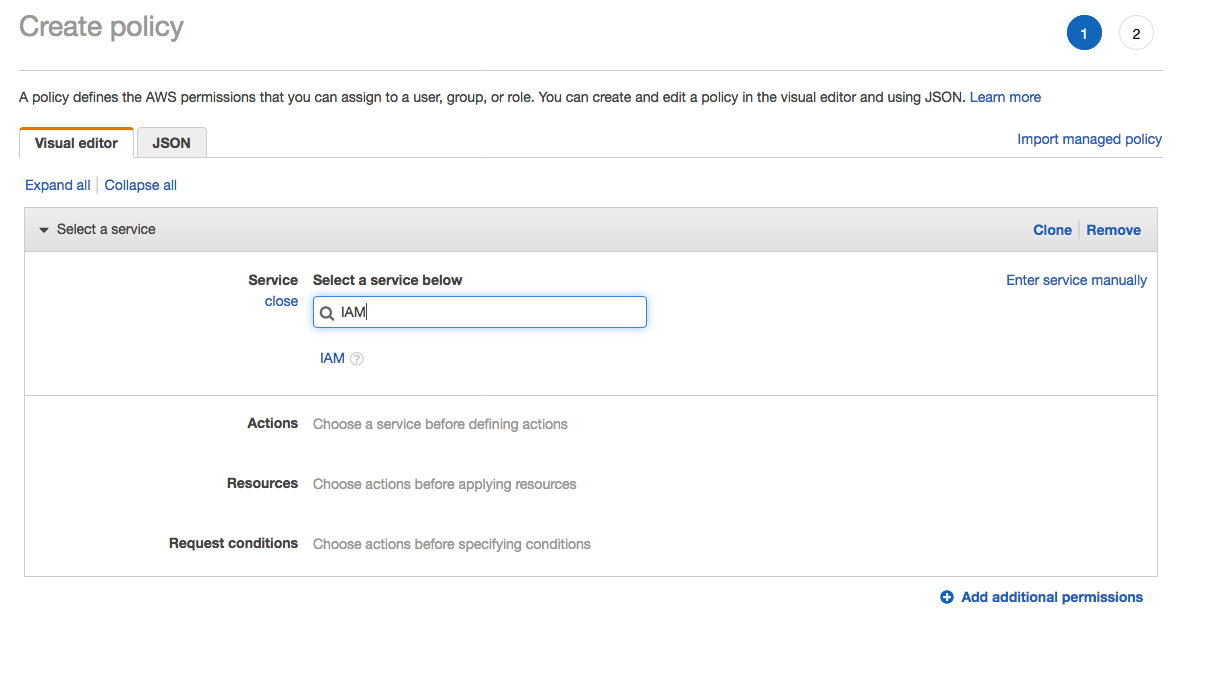 Create policy
1
2
A policy defines the AWS permissions that you can assign to a user, group, or role. You can create and edit a policy in the visual editor and using JSON. Learn more
Visual editor
JSON
Import managed policy
Expand all
Collapse all
Select a service
Clone
Remove
Service
Select a service below
Enter service manually
close
IAM
IAM ?
Actions
Choose a service before defining actions
Resources
Choose actions before applying resources
Request conditions
Choose actions before specifying conditions
Add additional permissions